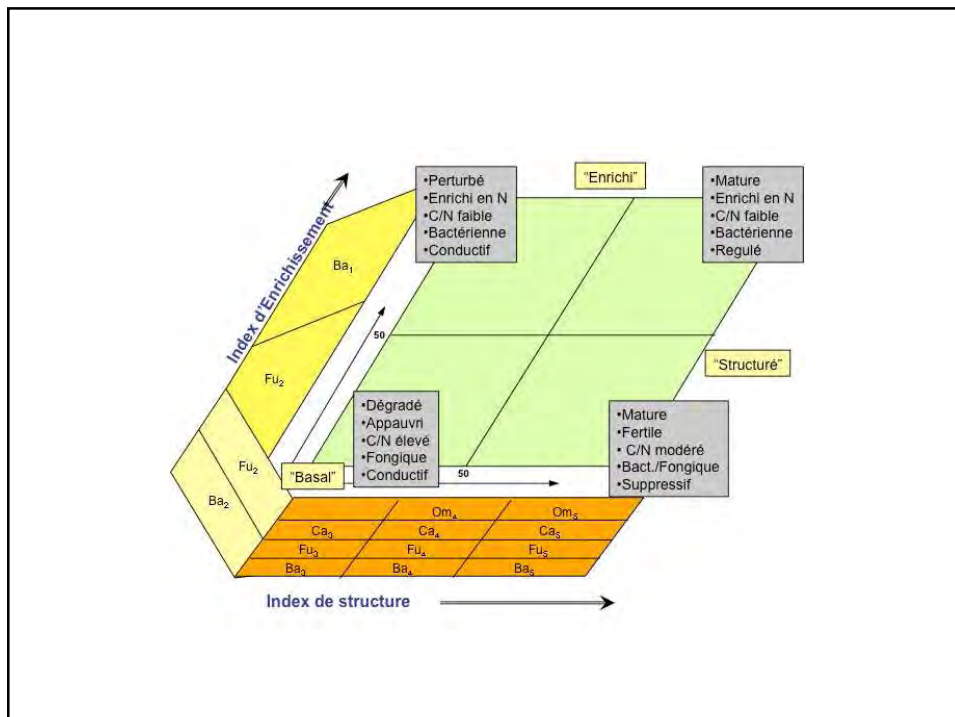 "Enrichi"
•Perturbé
•Enrichi en N
•C/N faible
•Bactérienne
•Conductif
•Mature
•Enrichi en N
•C/N faible
•Bactérienne
•Regulé
Index d'Enrichissement
Ba1
Fu2
50
"Structuré"
•Dégradé
•Appauvri
•C/N élevé
•Fongique
•Conductif
•Mature
•Fertile
• C/N modéré
•Bact./Fongique
•Suppressif
Fu2
Ba2
"Basal"
50
Om4 Om5
Ca3 Ca4 Ca5
Fu3 Fu4 Fu5
Ba3 Ba4 Ba5
Index de structure